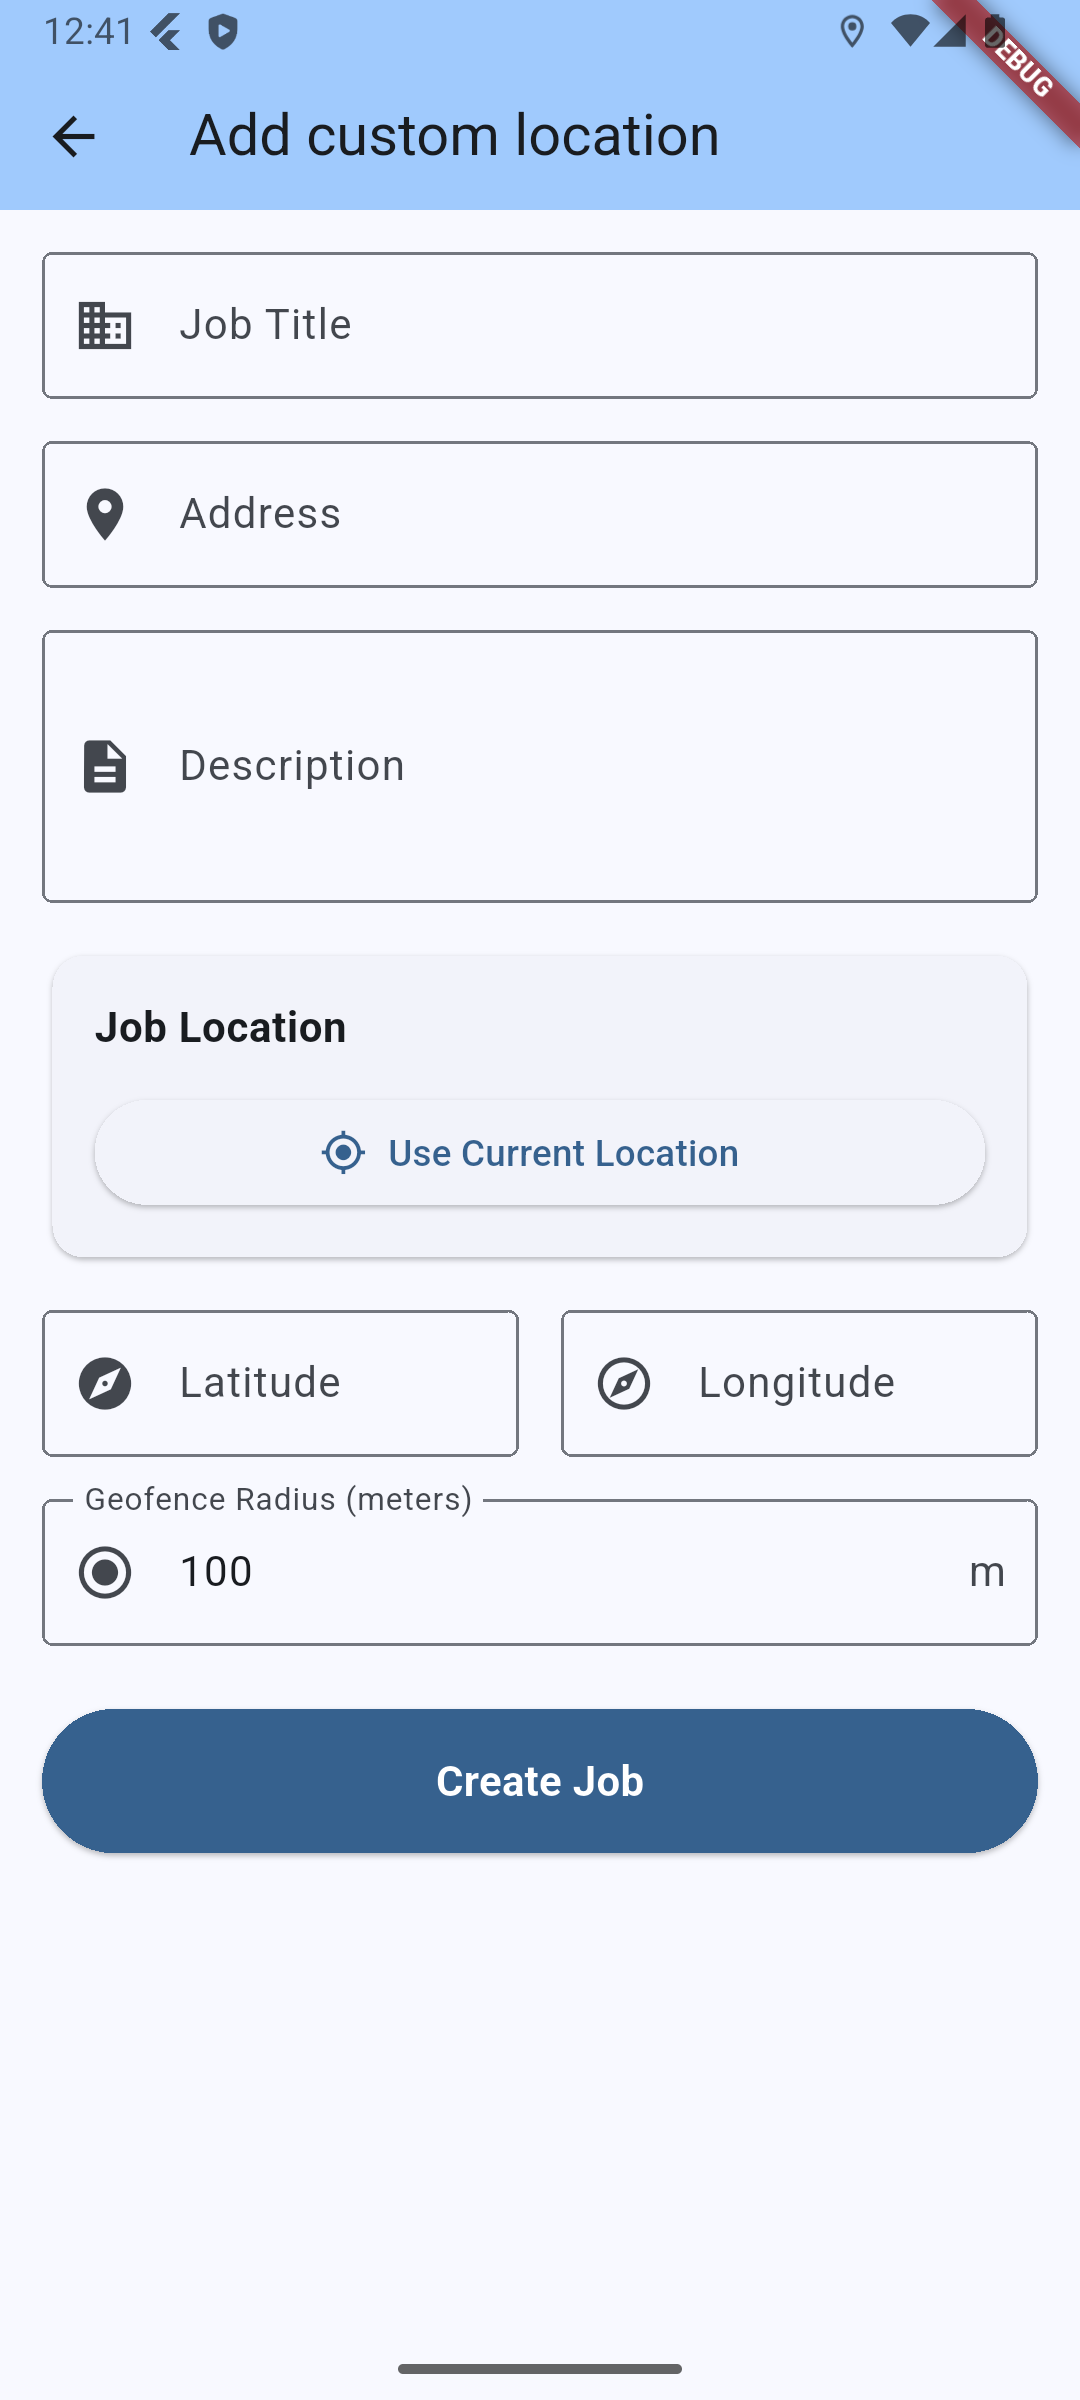 12:41
DEBUG
Add custom location
Job Title
Address
Description
Job Location
Use Current Location
Latitude
Longitude
Geofence Radius (meters)
100 m
Create Job